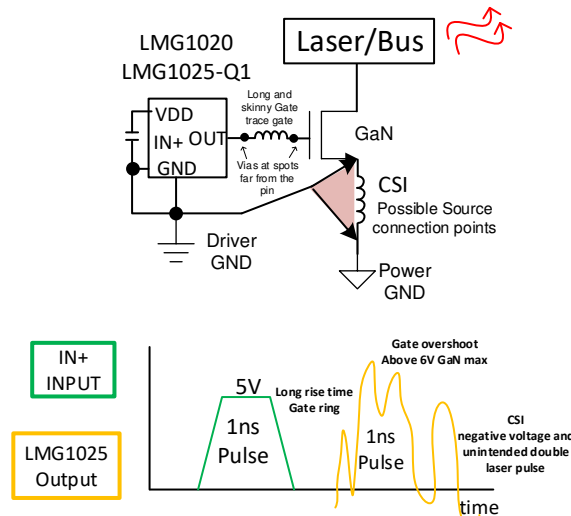 LMG1020
LMG1025-Q1
Laser/Bus
Long and
skinny Gate
trace gate
VDD
IN+
OUT
GND
GaN
Vias at spots
far from the
pin
CSI
Possible Source
connection points
Driver
GND
Power
GND
IN+
INPUT
5V
1ns
Pulse
Long rise time
Gate ring
Gate overshoot
Above 6V GaN max
1ns
Pulse
CSI
negative voltage and
unintended double
laser pulse
LMG1025
Output
time